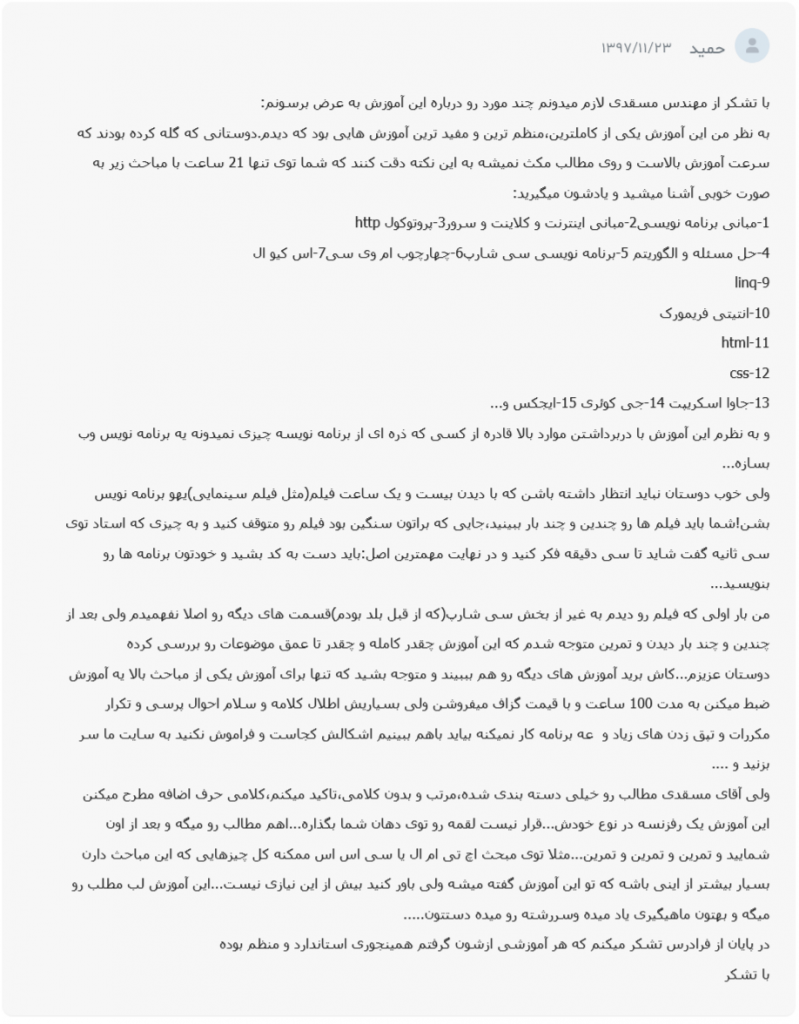 حمید ۱۳۹۷/۱۱/۲۳
با تشکر از مهندس مسقدی لازم میدونم چند مورد رو درباره این آموزش به عرض برسونم:
به نظر من این آموزش یکی از کاملترین،منظم ترین و مفید ترین آموزش هایی بود که دیدم.دوستانی که گله کرده بودند که
سرعت آموزش بالاست و روی مطالب مکث نمیشه به این نکته دقت کنند که شما توی تنها 21 ساعت با مباحث زیر به
صورت خوبی آشنا میشید و یادشون میگیرید:
1-مبانی برنامه نویسی2-مبانی اینترنت و کلاینت و سرور3-پروتوکول http
4-حل مسئله و الگوریتم 5-برنامه نویسی سی شارپ6-چهارچوب ام وی سی7-اس کیو ال
9-linq
10-انتیتی فریمورک
11-html
12-css
13-جاوا اسکریپت 14-جی کوئری 15-ایجکس و...
و به نظرم این آموزش با دربرداشتن موارد بالا قادره از کسی که ذره ای از برنامه نویسه چیزی نمیدونه یه برنامه نویس وب
بسازه...
ولی خوب دوستان نباید انتظار داشته باشن که با دیدن بیست و یک ساعت فیلم(مثل فیلم سینمایی)یهو برنامه نویس
بشن!شما باید فیلم ها رو چندین و چند بار ببینید،جایی که براتون سنگین بود فیلم رو متوقف کنید و به چیزی که استاد توی
سی ثانیه گفت شاید تا سی دقیقه فکر کنید و در نهایت مهمترین اصل:باید دست به کد بشید و خودتون برنامه ها رو
بنویسید...
من بار اولی که فیلم رو دیدم به غیر از بخش سی شارپ(که از قبل بلد بودم)قسمت های دیگه رو اصلا نفهمیدم ولی بعد از
چندین و چند بار دیدن و تمرین متوجه شدم که این آموزش چقدر کامله و چقدر تا عمق موضوعات رو بررسی کرده
دوستان عزیزم...کاش برید آموزش های دیگه رو هم ببیند و متوجه بشید که تنها برای آموزش یکی از مباحث بالا یه آموزش
ضبط میکنن به مدت 100 ساعت و با قیمت گزاف میفروشن ولی بسیاریش اطلال کلامه و سلام احوال پرسی و تکرار
مکررات و تپق زدن های زیاد و  عه برنامه کار نمیکنه بیاید باهم ببینیم اشکالش کجاست و فراموش نکنید به سایت ما سر
بزنید و ....
ولی آقای مسقدی مطالب رو خیلی دسته بندی شده،مرتب و بدون کلامی،تاکید میکنم،کلامی حرف اضافه مطرح میکنن
این آموزش یک رفزنسه در نوع خودش...قرار نیست لقمه رو توی دهان شما بگذاره...اهم مطالب رو میگه و بعد از اون
شمایید و تمرین و تمرین و تمرین...مثلا توی مبحث اچ تی ام ال یا سی اس اس ممکنه کل چیزهایی که این مباحث دارن
بسیار بیشتر از اینی باشه که تو این آموزش گفته میشه ولی باور کنید بیش از این نیازی نیست...این آموزش لب مطلب رو
میگه و بهتون ماهیگیری یاد میده وسررشته رو میده دستتون.....
در پایان از فرادرس تشکر میکنم که هر آموزشی ازشون گرفتم همینجوری استاندارد و منظم بوده
با تشکر